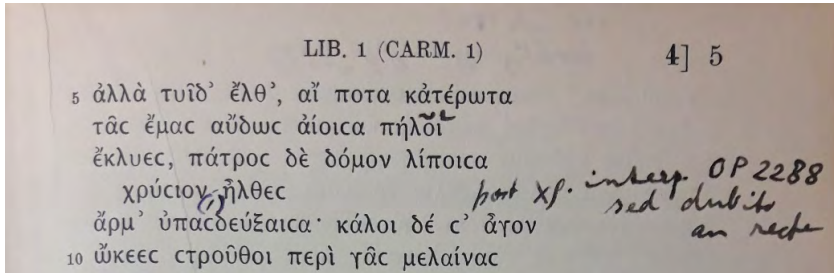 LIB. 1 (CARM. 1) 4] 5
5 ἀλλὰ τυῖδ’ ἔλθ’, αἴ ποτα κἀτέρωτα
τᾶϲ ἔμαϲ αὔδωϲ ἀίοιϲα πήλοι
ἔκλυεϲ, πάτροϲ δὲ δόμον λίποιϲα
χρύϲιον ἦλθεϲ
post χρ. interp. OP 2288
sed dubito
an recte
ἄρμ’ ὐπαϲδεύξαιϲα· κάλοι δέ ϲ’ ἆγον
10 ὤκεεϲ ϲτροῦθοι περὶ γᾶϲ μελαίναϲ